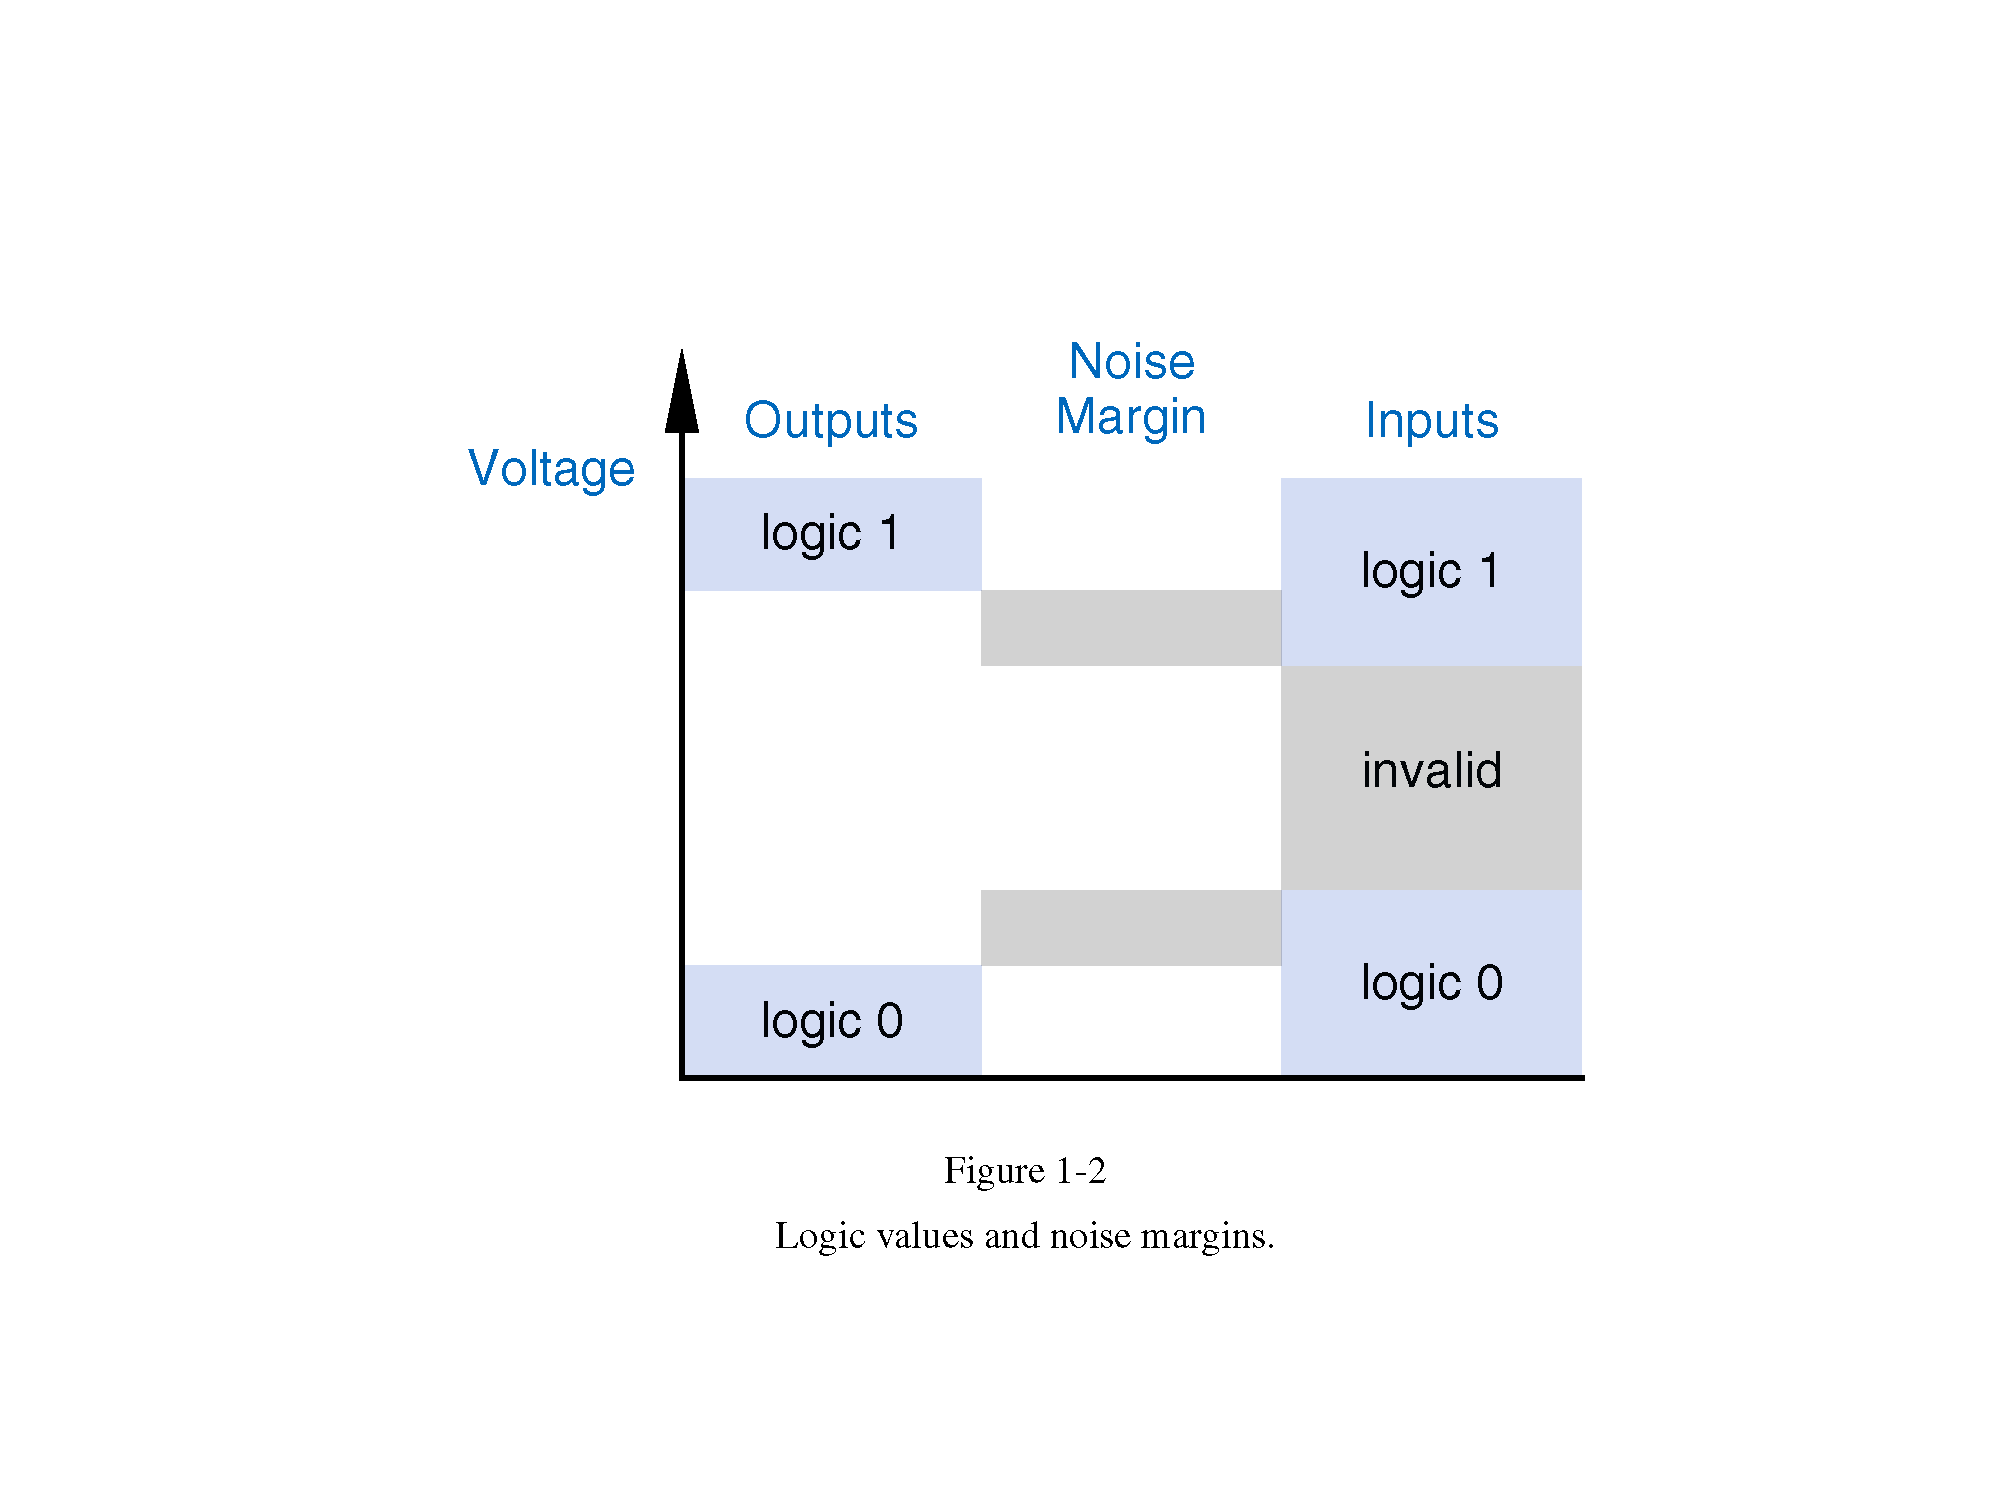 Noise
Margin
Outputs
Inputs
Voltage
logic 1
logic 1
invalid
logic 0
logic 0
Figure 1-2
Logic values and noise margins.